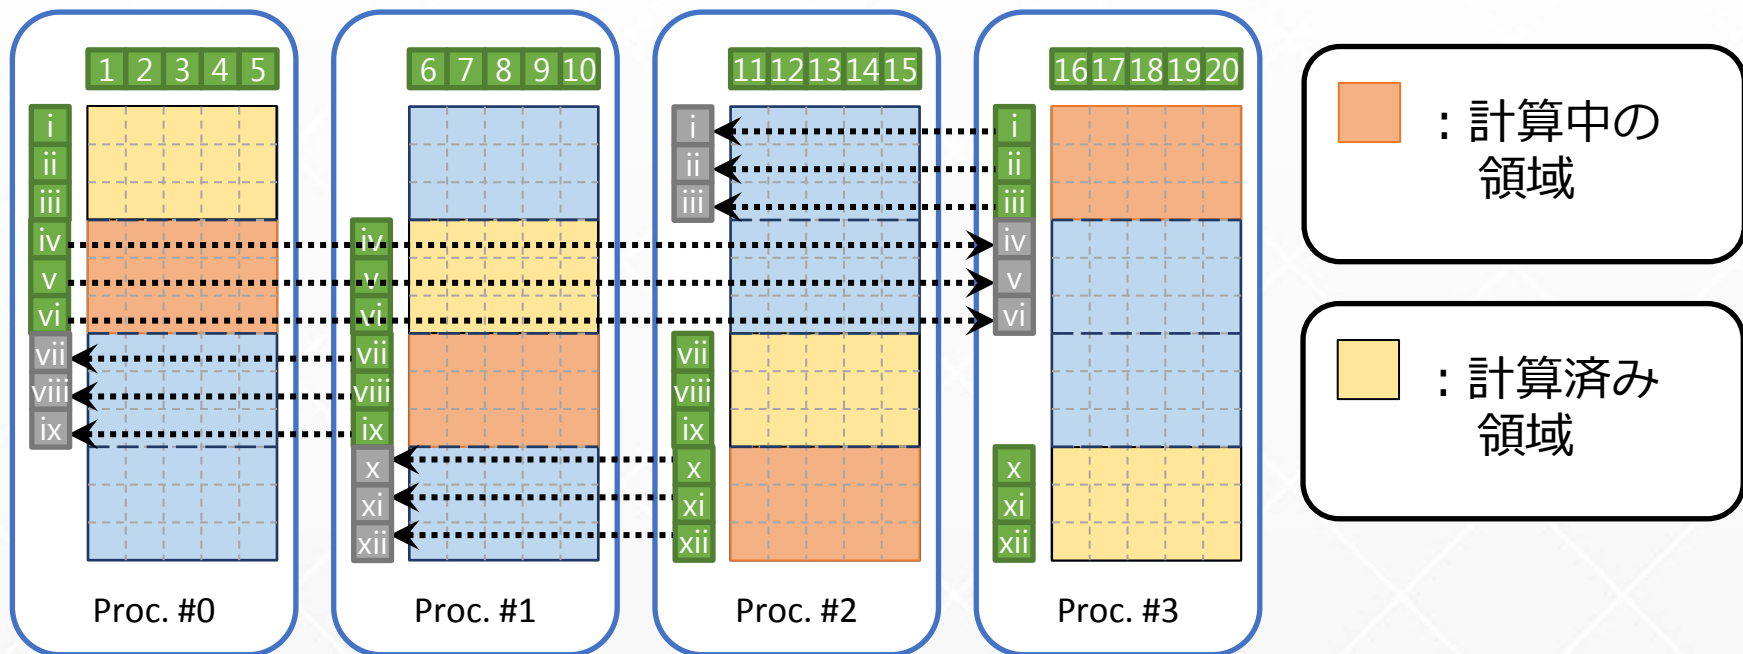 1 2 3 4 5
6 7 8 9 10
11 12 13 14 15
16 17 18 19 20
i
ii
iii
iv
v
vi
vii
viii
ix
iv
v
vi
vii
viii
ix
x
xi
xii
i
ii
iii
vii
viii
ix
x
xi
xii
i
ii
iii
iv
v
vi
x
xi
xii
Proc. #0
Proc. #1
Proc. #2
Proc. #3
：計算中の
領域
：計算済み
領域